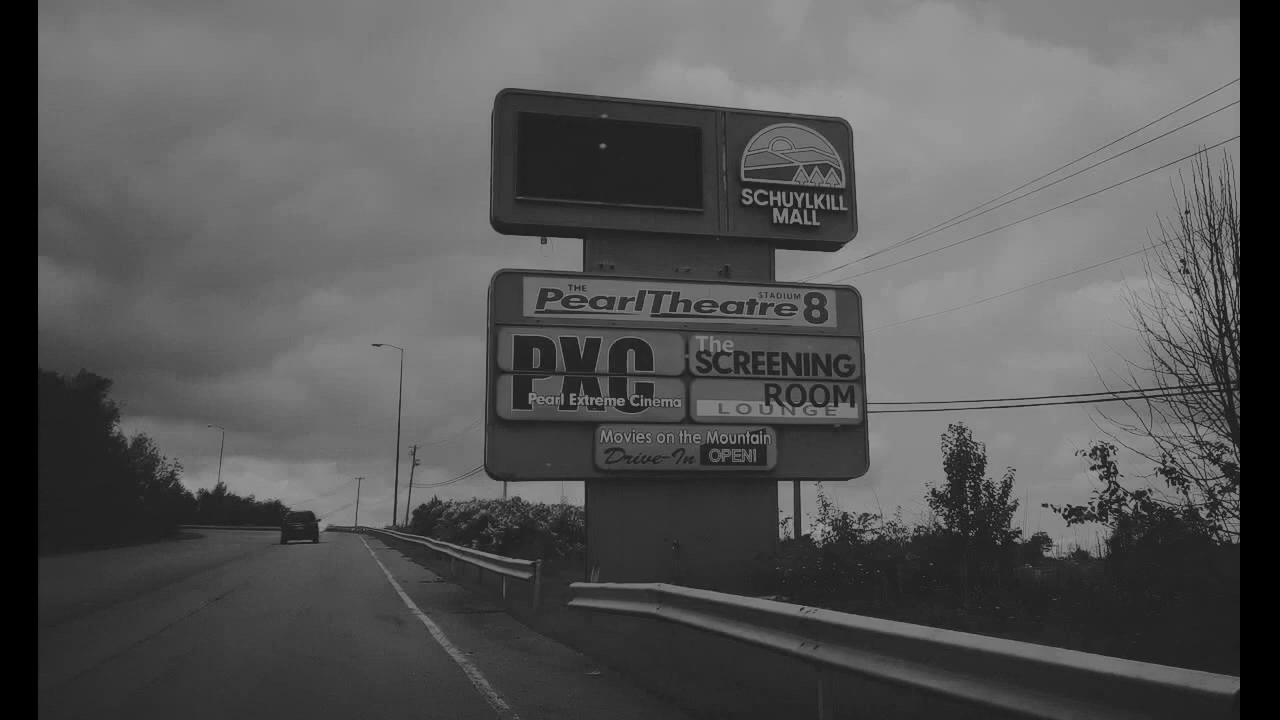 SCHUYLKILL
MALL
THE
PearlTheatre
STADIUM
8
PXC
Pearl Extreme Cinema
The
SCREENING
ROOM
LOUNGE
Movies on the Mountain
Drive-In OPEN!